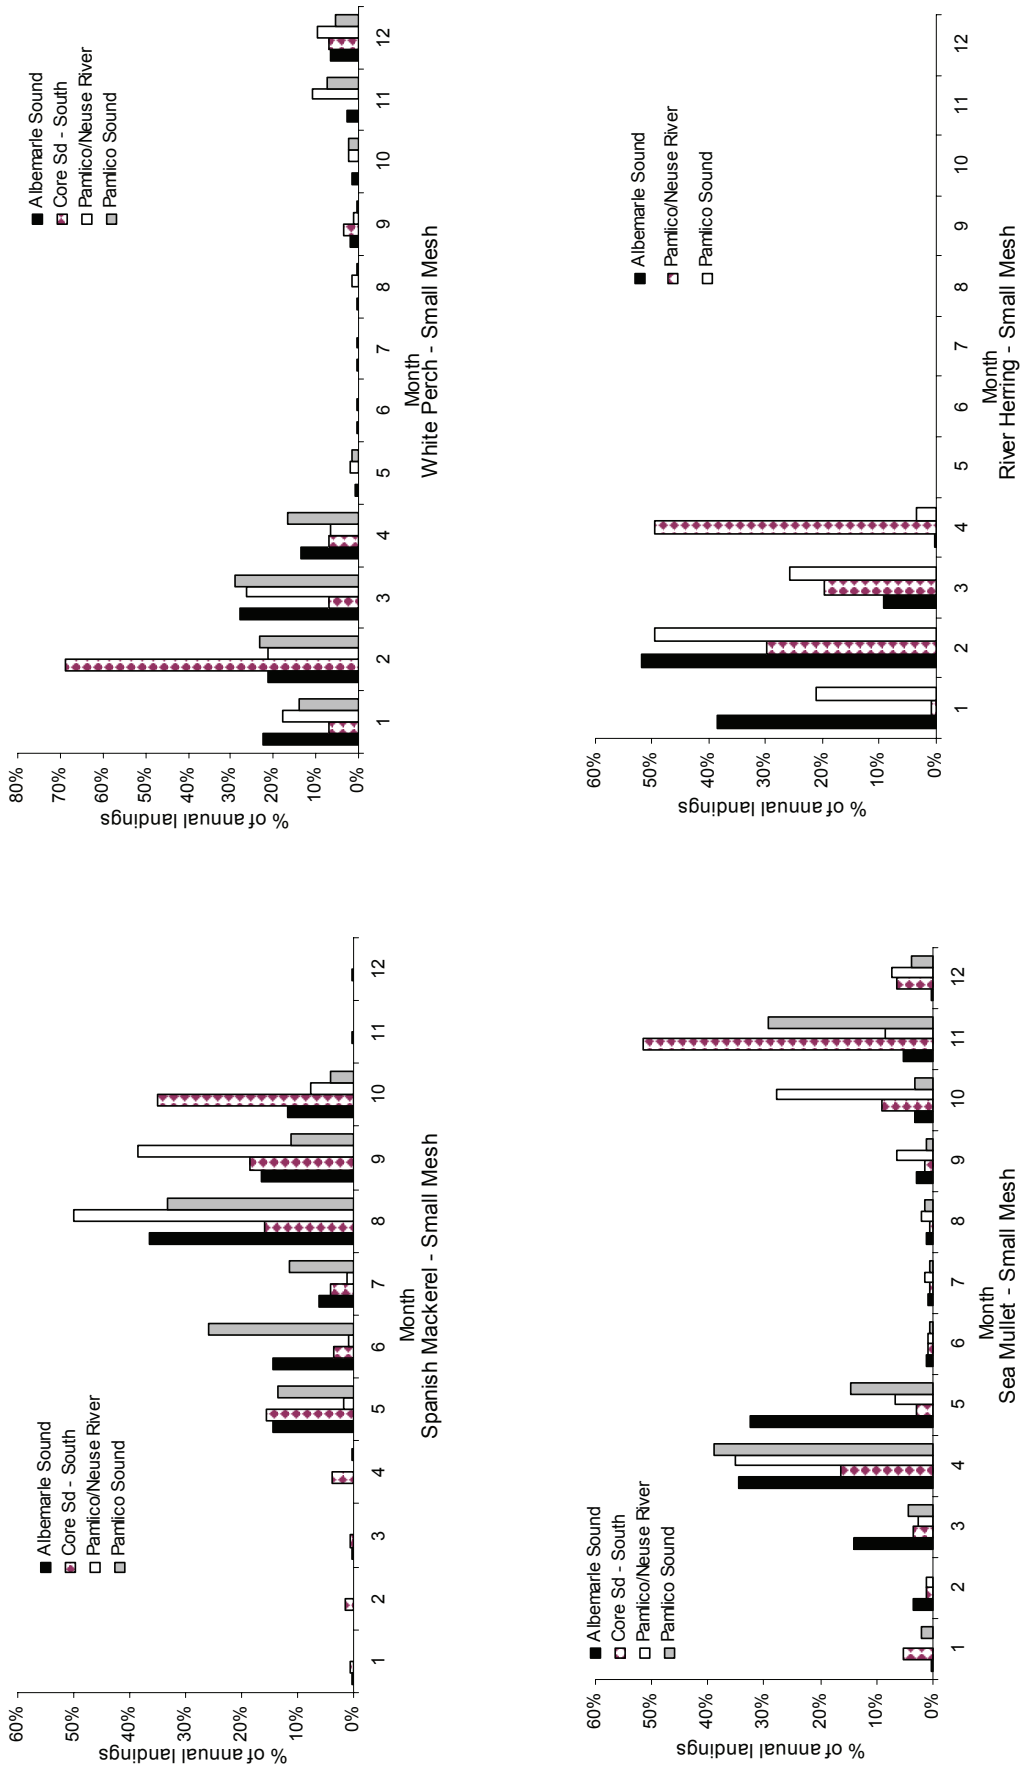 60%
50%
40%
30%
20%
10%
0%
% of annual landings
Albemarle Sound
Core Sd - South
Pamlico/Neuse River
Pamlico Sound
1 2 3 4 5 6 7 8 9 10 11 12
Month
Spanish Mackerel - Small Mesh
80%
70%
60%
50%
40%
30%
20%
10%
0%
% of annual landings
Albemarle Sound
Core Sd - South
Pamlico/Neuse River
Pamlico Sound
1 2 3 4 5 6 7 8 9 10 11 12
Month
White Perch - Small Mesh
60%
50%
40%
30%
20%
10%
0%
% of annual landings
Albemarle Sound
Core Sd - South
Pamlico/Neuse River
Pamlico Sound
1 2 3 4 5 6 7 8 9 10 11 12
Month
Sea Mullet - Small Mesh
60%
50%
40%
30%
20%
10%
0%
% of annual landings
Albemarle Sound
Pamlico/Neuse River
Pamlico Sound
1 2 3 4 5 6 7 8 9 10 11 12
Month
River Herring - Small Mesh